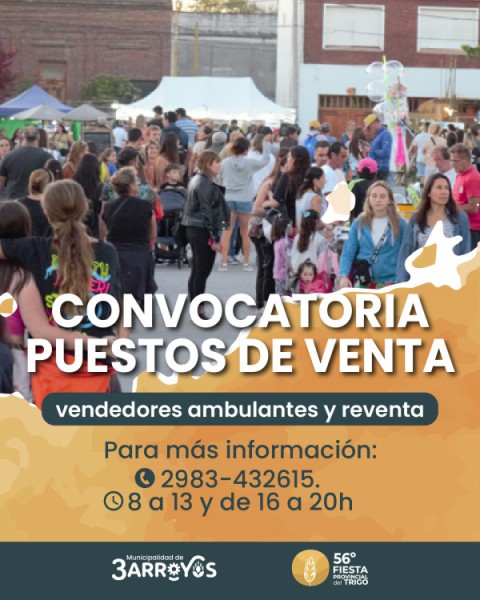 CONVOCATORIA
PUESTOS DE VENTA
vendedores ambulantes y reventa
Para más información:
2983-432615.
8 a 13 y de 16 a 20h
Municipalidad de
3ARROYOS
56°
FIESTA
PROVINCIAL
del TRIGO